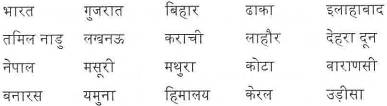 भारत गुजरात बिहार ढाका इलाहाबाद
तमिल नाडु लखनऊ कराची लाहौर देहरा दून
नेपाल मसूरी मथुरा कोटा वाराणसी
बनारस यमुना हिमालय केरल उड़ीसा